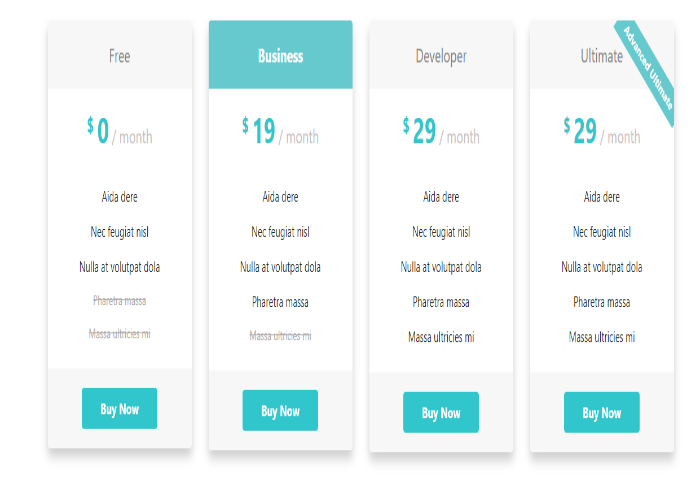 Free
$ 0 / month
Aida dere
Nec feugiat nisl
Nulla at volutpat dola
Pharetra massa
Massa ultricies mi
Buy Now
Business
$ 19 / month
Aida dere
Nec feugiat nisl
Nulla at volutpat dola
Pharetra massa
Massa ultricies mi
Buy Now
Developer
$ 29 / month
Aida dere
Nec feugiat nisl
Nulla at volutpat dola
Pharetra massa
Massa ultricies mi
Buy Now
Ultimate
Advanced Ultimate
$ 29 / month
Aida dere
Nec feugiat nisl
Nulla at volutpat dola
Pharetra massa
Massa ultricies mi
Buy Now